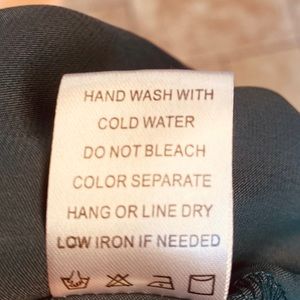 HAND WASH WITH
COLD WATER
DO NOT BLEACH
COLOR SEPARATE
HANG OR LINE DRY
LOW IRON IF NEEDED